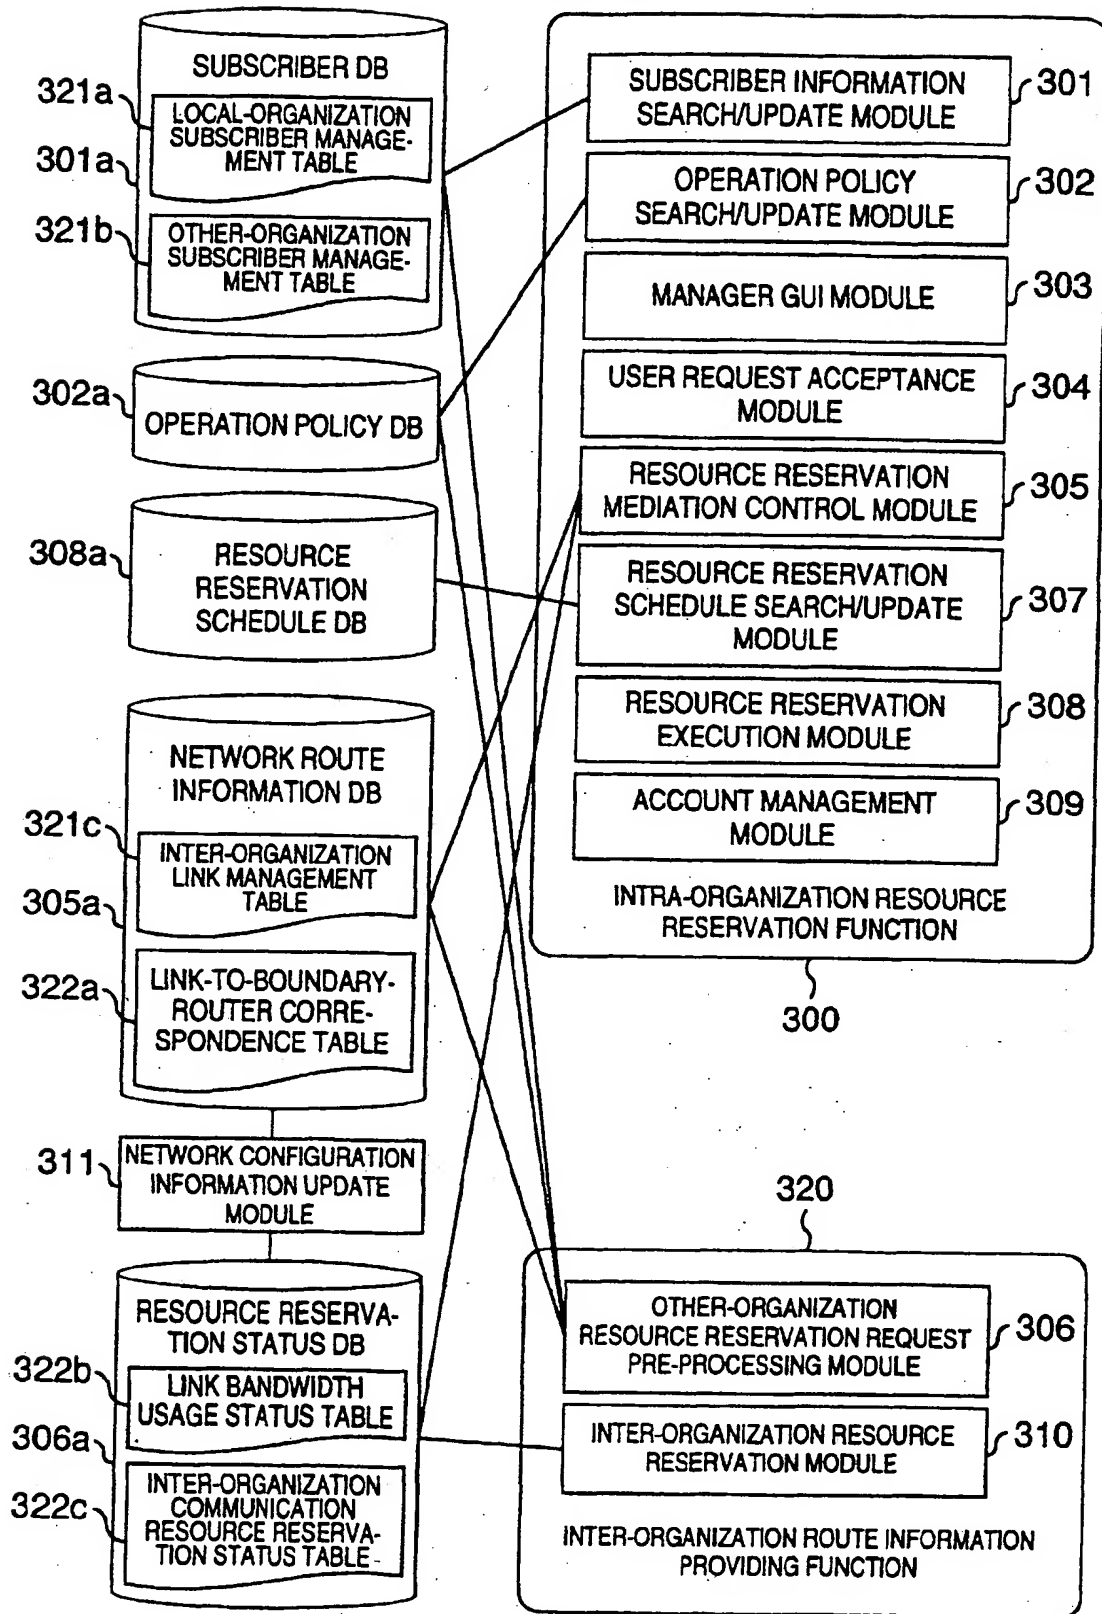 SUBSCRIBER DB
321a
LOCAL-ORGANIZATION
SUBSCRIBER MANAGE-
MENT TABLE
301a
321b
OTHER-ORGANIZATION
SUBSCRIBER MANAGE-
MENT TABLE
302a
OPERATION POLICY DB
308a
RESOURCE
RESERVATION
SCHEDULE DB
NETWORK ROUTE
INFORMATION DB
321c
INTER-ORGANIZATION
LINK MANAGEMENT
TABLE
305a
322a
LINK-TO-BOUNDARY-
ROUTER CORRE-
SPONDENCE TABLE
311
NETWORK CONFIGURATION
INFORMATION UPDATE
MODULE
RESOURCE RESERVA-
TION STATUS DB
322b
LINK BANDWIDTH
USAGE STATUS TABLE
306a
322c
INTER-ORGANIZATION
COMMUNICATION
RESOURCE RESERVA-
TION STATUS TABLE
SUBSCRIBER INFORMATION
SEARCH/UPDATE MODULE
301
OPERATION POLICY
SEARCH/UPDATE MODULE
302
MANAGER GUI MODULE
303
USER REQUEST ACCEPTANCE
MODULE
304
RESOURCE RESERVATION
MEDIATION CONTROL MODULE
305
RESOURCE RESERVATION
SCHEDULE SEARCH/UPDATE
MODULE
307
RESOURCE RESERVATION
EXECUTION MODULE
308
ACCOUNT MANAGEMENT
MODULE
309
INTRA-ORGANIZATION RESOURCE
RESERVATION FUNCTION
300
320
OTHER-ORGANIZATION
RESOURCE RESERVATION REQUEST
PRE-PROCESSING MODULE
306
INTER-ORGANIZATION RESOURCE
RESERVATION MODULE
310
INTER-ORGANIZATION ROUTE INFORMATION
PROVIDING FUNCTION